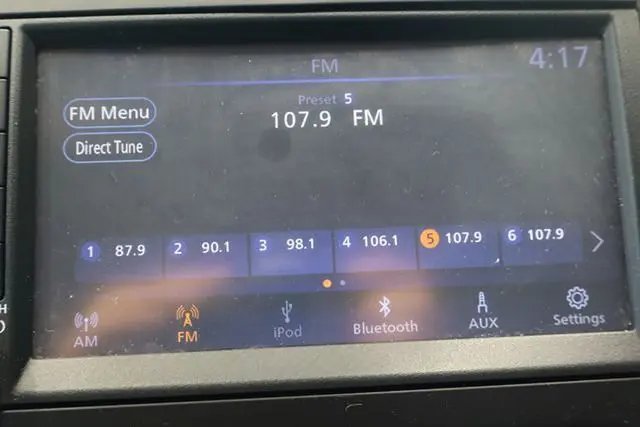 FM
4:17
FM Menu
Preset 5
107.9 FM
Direct Tune
1 87.9 2 90.1 3 98.1 4 106.1 5 107.9 6 107.9
AM FM iPod Bluetooth AUX Settings
H